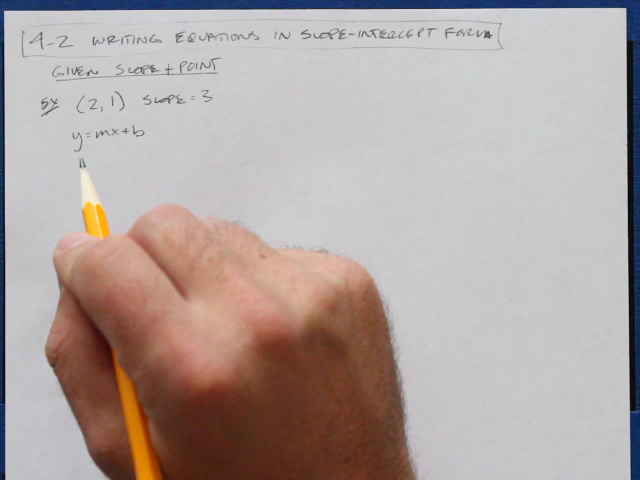 4-2 WRITING EQUATIONS IN SLOPE-INTERCEPT FORM
GIVEN SLOPE + POINT
EX (2,1) SLOPE = 3
y=mx+b